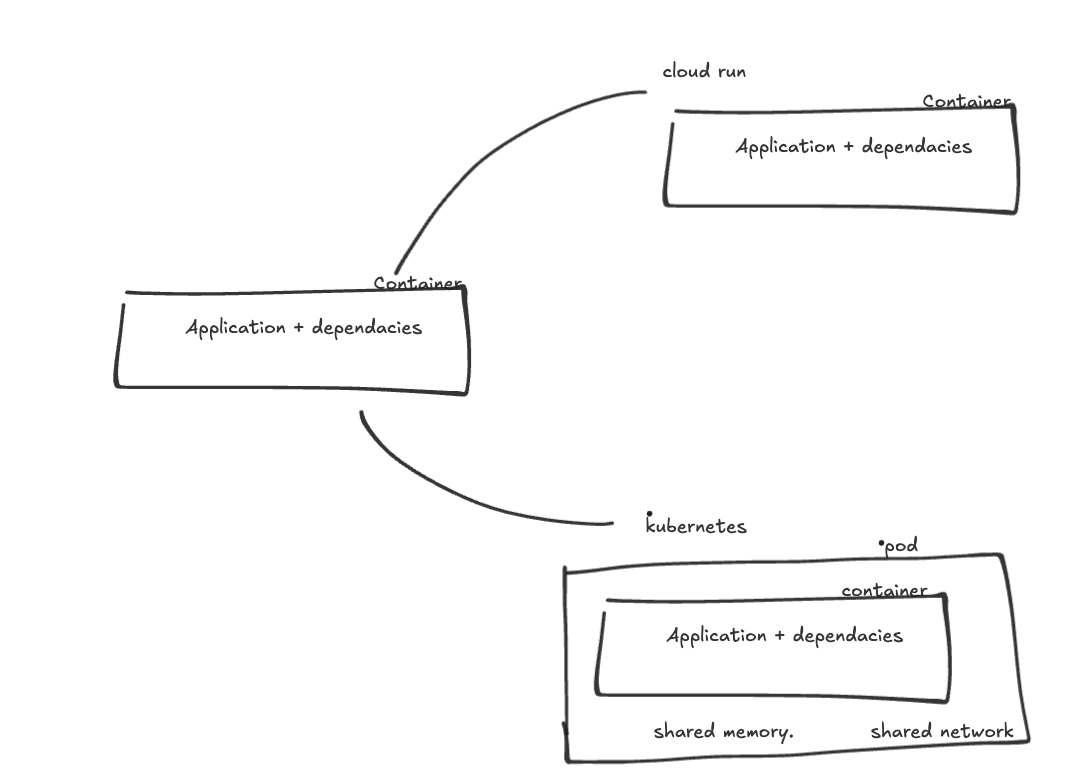 cloud run
Container
Application + dependacies
Container
Application + dependacies
kubernetes
pod
container
Application + dependacies
shared memory.
shared network